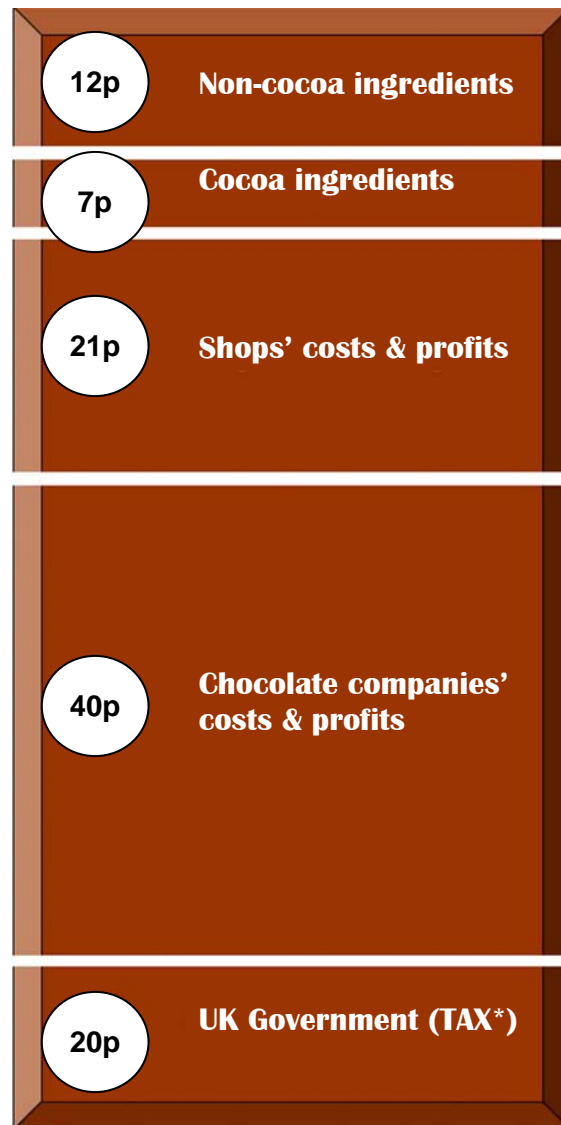 12p
Non-cocoa ingredients
7p
Cocoa ingredients
21p
Shops’ costs & profits
40p
Chocolate companies’
costs & profits
20p
UK Government (TAX*)